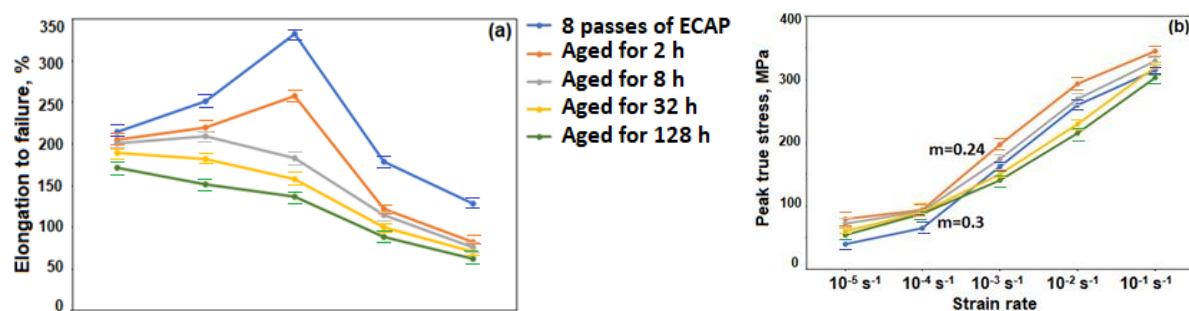 (a)
Elongation to failure, %
350
300
250
200
150
100
50
0
8 passes of ECAP
Aged for 2 h
Aged for 8 h
Aged for 32 h
Aged for 128 h
(b)
Peak true stress, MPa
400
300
200
100
0
m=0.24
m=0.3
10⁻⁵ s⁻¹ 10⁻⁴ s⁻¹ 10⁻³ s⁻¹ 10⁻² s⁻¹ 10⁻¹ s⁻¹
Strain rate